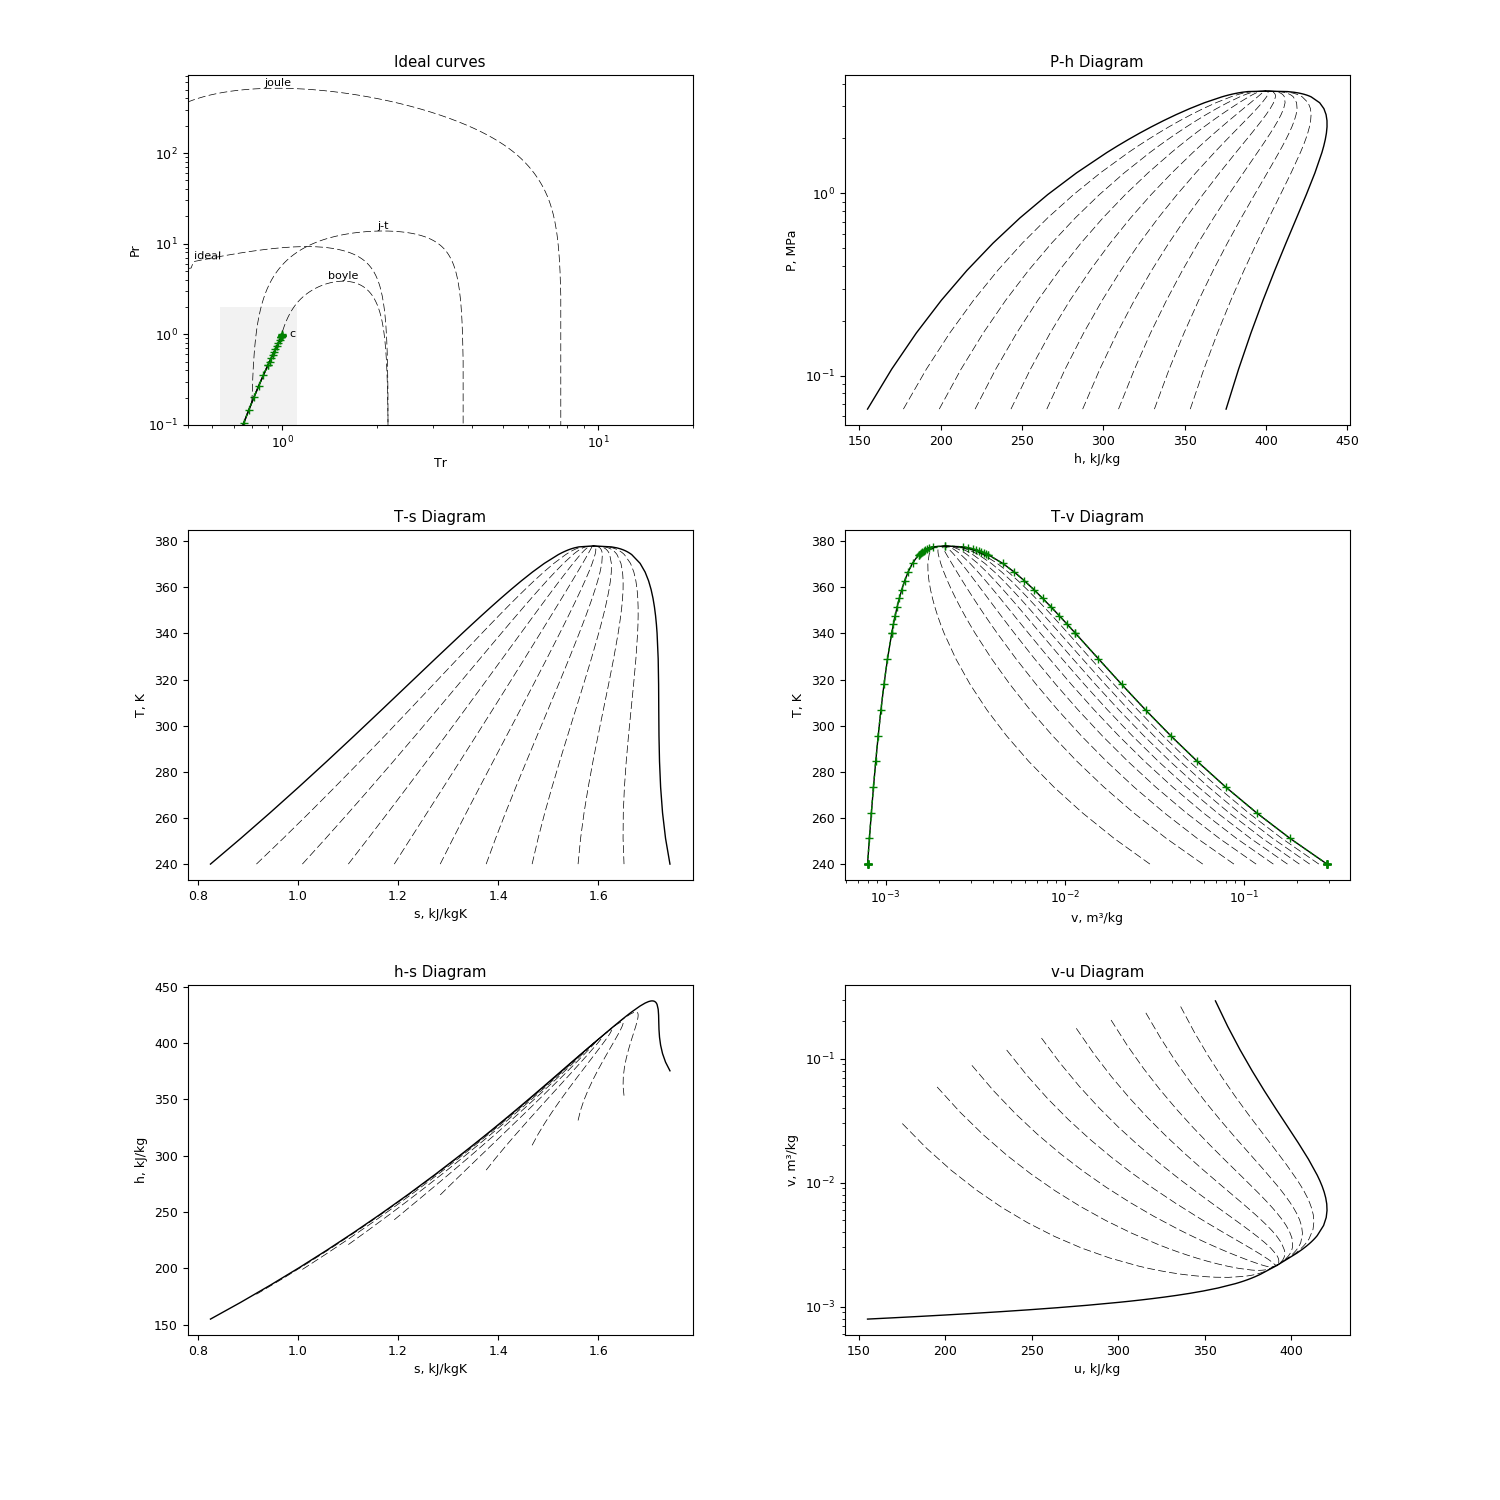 Ideal curves
joule
j-t
ideal
boyle
c
Pr
10² 10¹ 10⁰ 10⁻¹
10⁰ 10¹
Tr
P-h Diagram
P, MPa
10⁰ 10⁻¹
150 200 250 300 350 400 450
h, kJ/kg
T-s Diagram
T, K
380 360 340 320 300 280 260 240
0.8 1.0 1.2 1.4 1.6
s, kJ/kgK
T-v Diagram
T, K
380 360 340 320 300 280 260 240
10⁻³ 10⁻² 10⁻¹
v, m³/kg
h-s Diagram
h, kJ/kg
450 400 350 300 250 200 150
0.8 1.0 1.2 1.4 1.6
s, kJ/kgK
v-u Diagram
v, m³/kg
10⁻¹ 10⁻² 10⁻³
150 200 250 300 350 400
u, kJ/kg